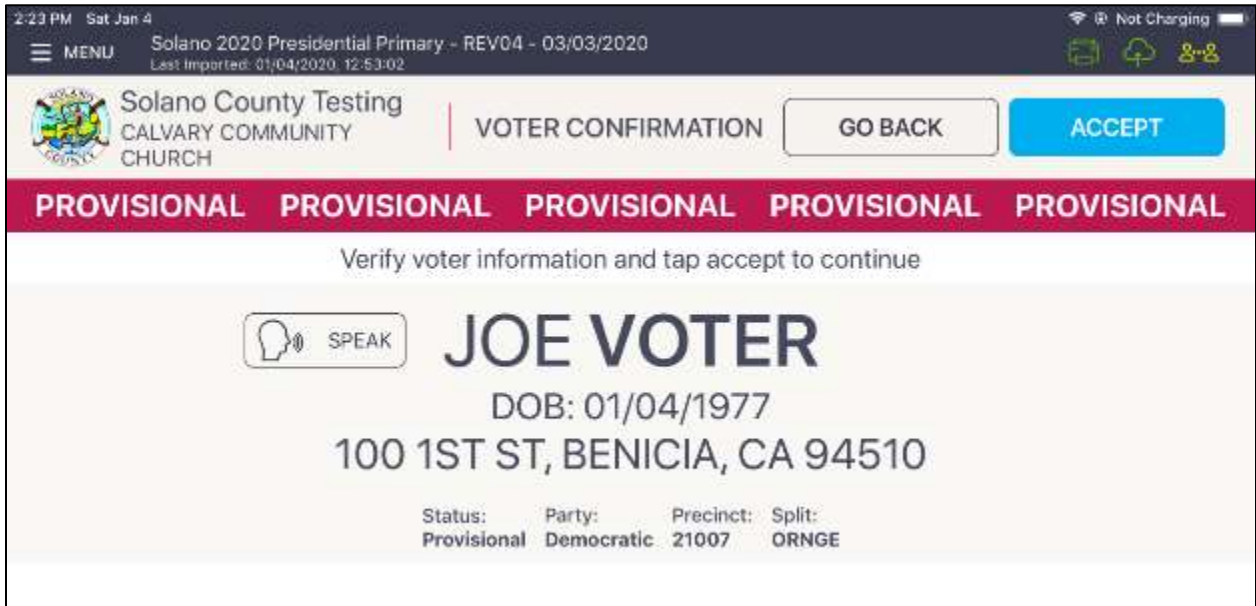 2:23 PM Sat Jan 4 Not Charging
MENU Solano 2020 Presidential Primary - REV04 - 03/03/2020
Last Imported: 01/04/2020, 12:53:02
Solano County Testing
CALVARY COMMUNITY
CHURCH
VOTER CONFIRMATION GO BACK ACCEPT
PROVISIONAL PROVISIONAL PROVISIONAL PROVISIONAL PROVISIONAL
Verify voter information and tap accept to continue
SPEAK JOE VOTER
DOB: 01/04/1977
100 1ST ST, BENICIA, CA 94510
Status: Party: Precinct: Split:
Provisional Democratic 21007 ORNGE